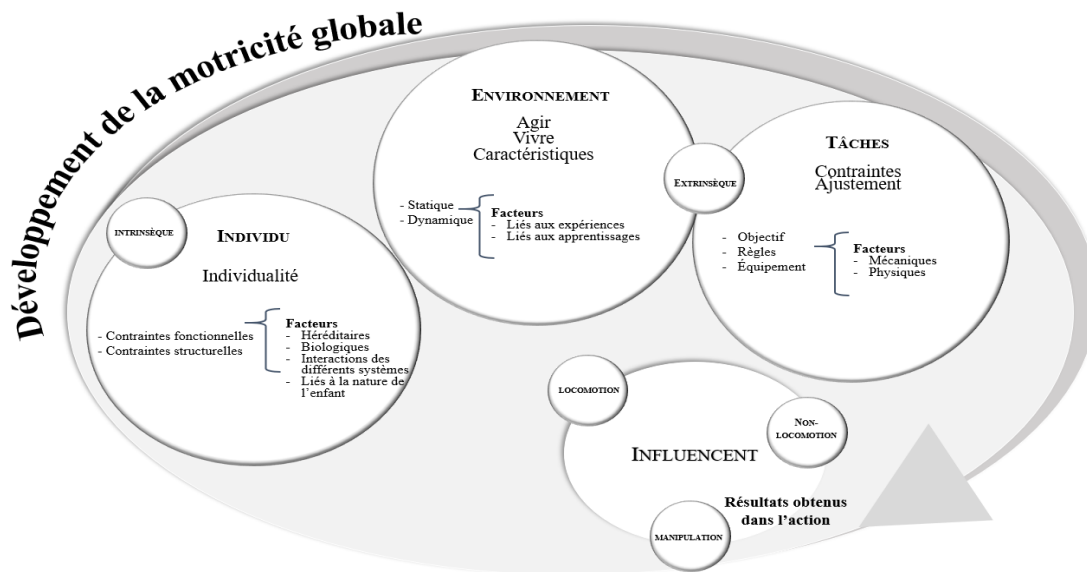 Développement de la motricité globale
INTRINSÈQUE
INDIVIDU
Individualité
- Contraintes fonctionnelles
- Contraintes structurelles
Facteurs
- Héréditaires
- Biologiques
- Interactions des
différents systèmes
- Liés à la nature de
l'enfant
ENVIRONNEMENT
Agir
Vivre
Caractéristiques
- Statique
- Dynamique
Facteurs
- Liés aux expériences
- Liés aux apprentissages
EXTRINSÈQUE
TÂCHES
Contraintes
Ajustement
- Objectif
- Règles
- Équipement
Facteurs
- Mécaniques
- Physiques
LOCOMOTION
NON-
LOCOMOTION
INFLUENCENT
MANIPULATION
Résultats obtenus
dans l'action